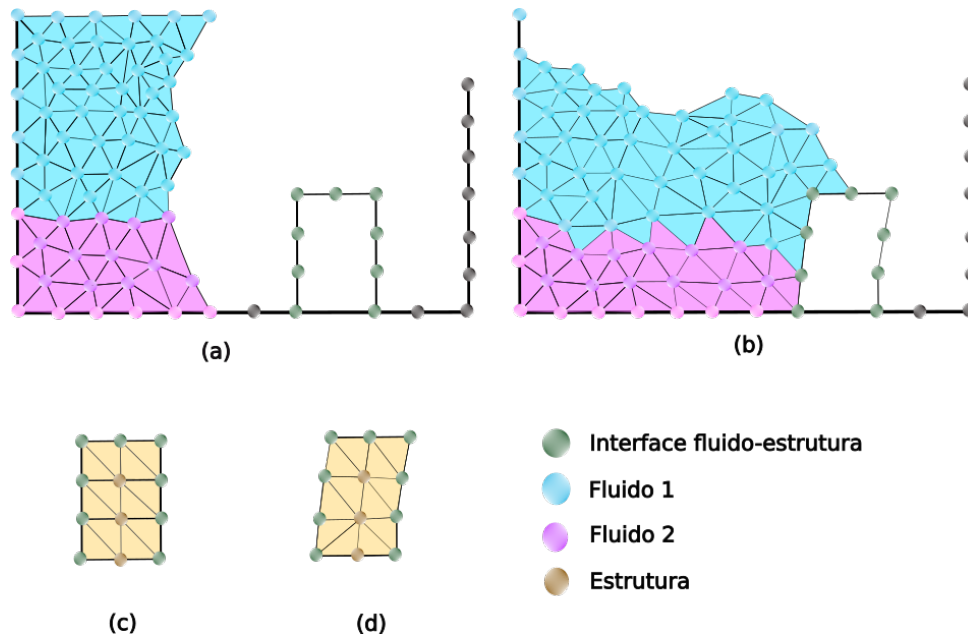 (a)
(b)
(c)
(d)
Interface fluido-estrutura
Fluido 1
Fluido 2
Estrutura